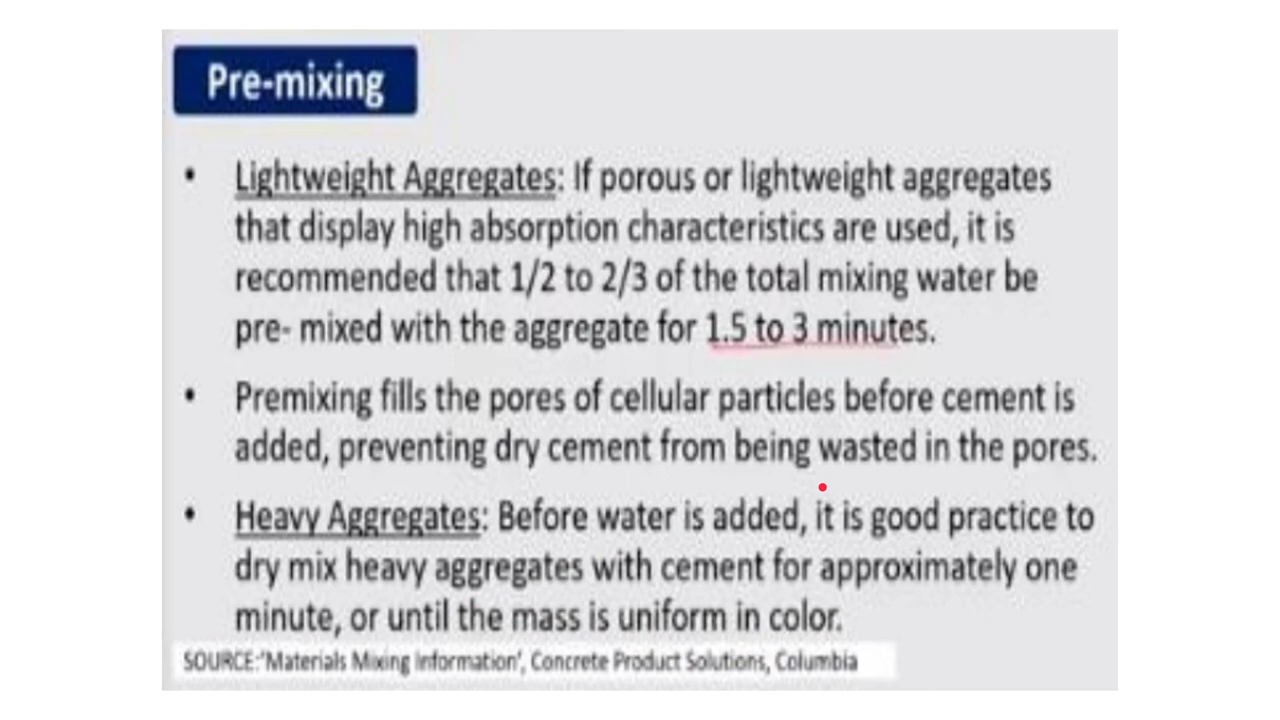 Pre-mixing
• Lightweight Aggregates: If porous or lightweight aggregates
that display high absorption characteristics are used, it is
recommended that 1/2 to 2/3 of the total mixing water be
pre- mixed with the aggregate for 1.5 to 3 minutes.
• Premixing fills the pores of cellular particles before cement is
added, preventing dry cement from being wasted in the pores.
• Heavy Aggregates: Before water is added, it is good practice to
dry mix heavy aggregates with cement for approximately one
minute, or until the mass is uniform in color.
SOURCE:'Materials Mixing Information', Concrete Product Solutions, Columbia